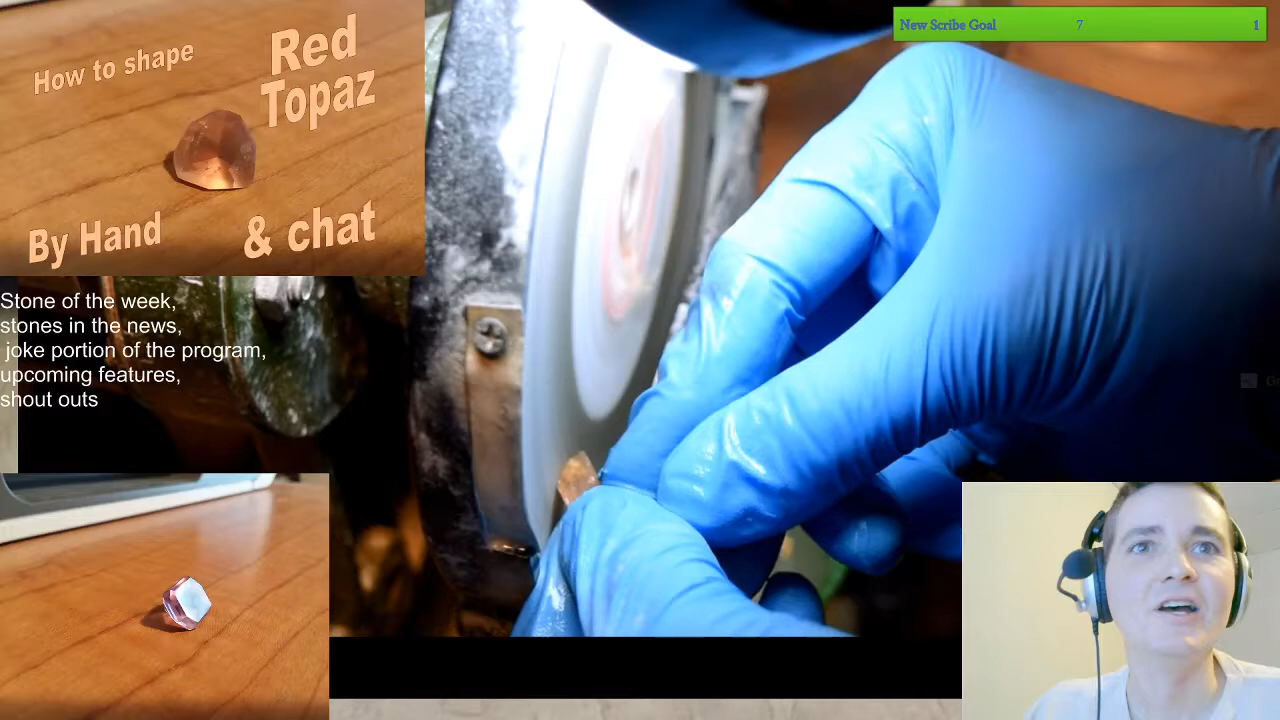 How to shape
Red
Topaz
By Hand
& chat
New Scribe Goal 7 1
Stone of the week,
stones in the news,
joke portion of the program,
upcoming features,
shout outs